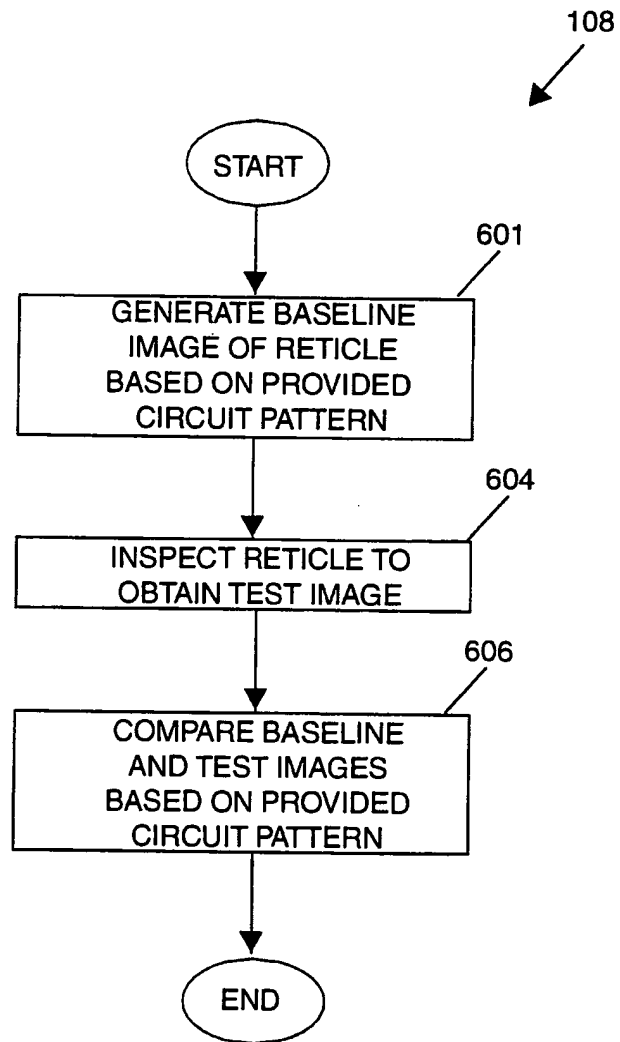 108
START
601
GENERATE BASELINE
IMAGE OF RETICLE
BASED ON PROVIDED
CIRCUIT PATTERN
604
INSPECT RETICLE TO
OBTAIN TEST IMAGE
606
COMPARE BASELINE
AND TEST IMAGES
BASED ON PROVIDED
CIRCUIT PATTERN
END